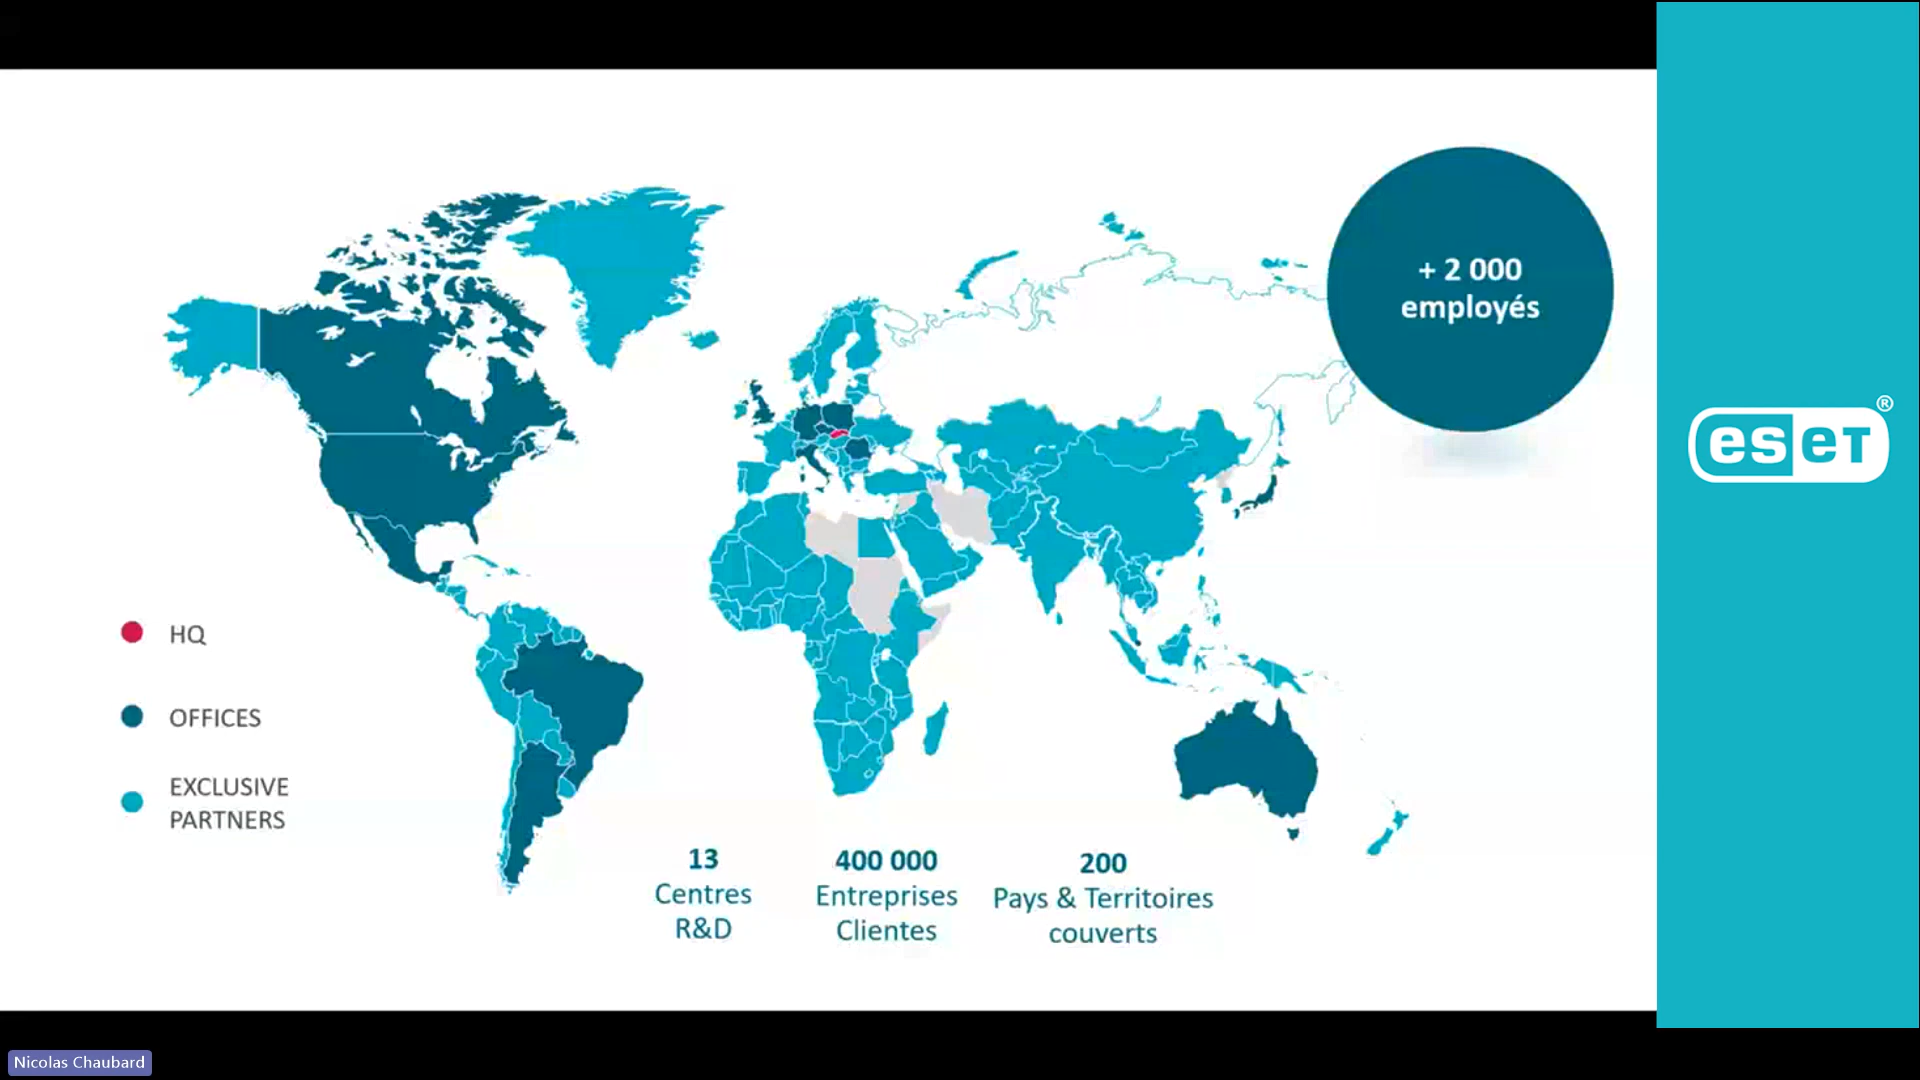 + 2 000
employés
eset
®
HQ
OFFICES
EXCLUSIVE
PARTNERS
13
Centres
R&D
400 000
Entreprises
Clientes
200
Pays & Territoires
couverts
Nicolas Chaubard